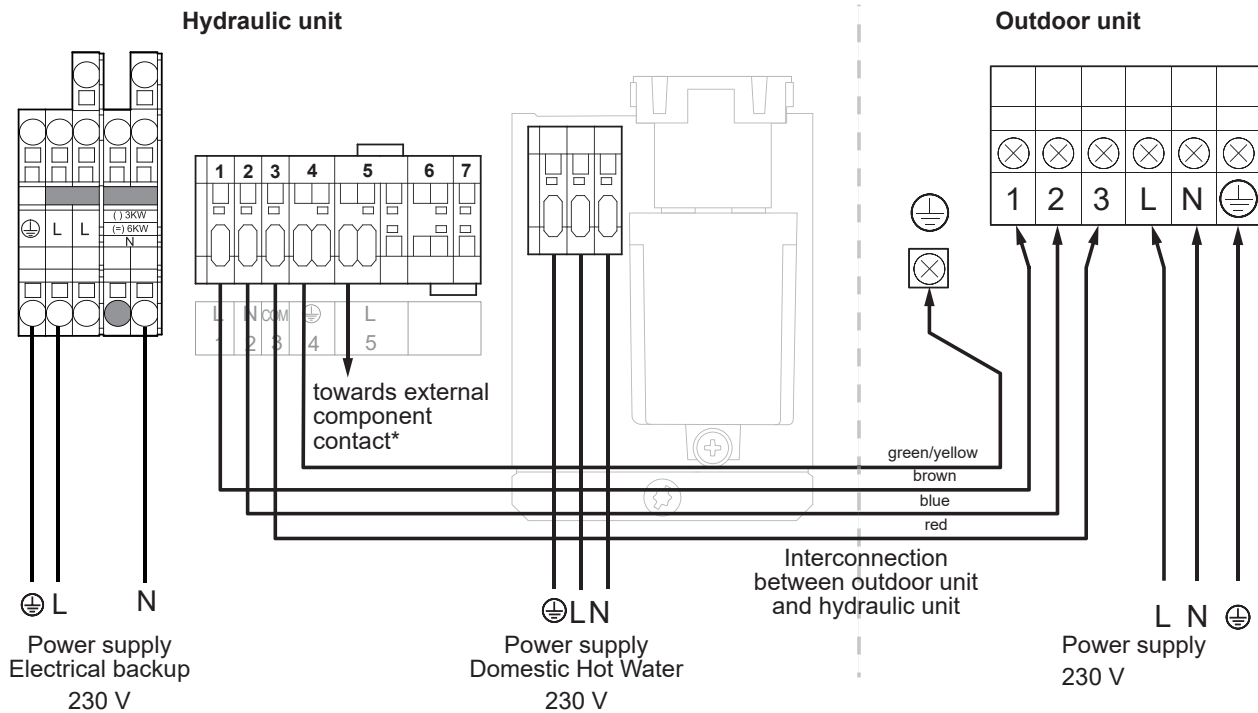 Hydraulic unit
Outdoor unit
1 2 3 4 5 6 7
L L
( ) 3KW
(=) 6KW
N
L N COM L
1 2 3 4 5
1 2 3 L N
towards external
component
contact*
green/yellow
brown
blue
red
Interconnection
between outdoor unit
and hydraulic unit
L N
Power supply
Electrical backup
230 V
L N
Power supply
Domestic Hot Water
230 V
L N
Power supply
230 V